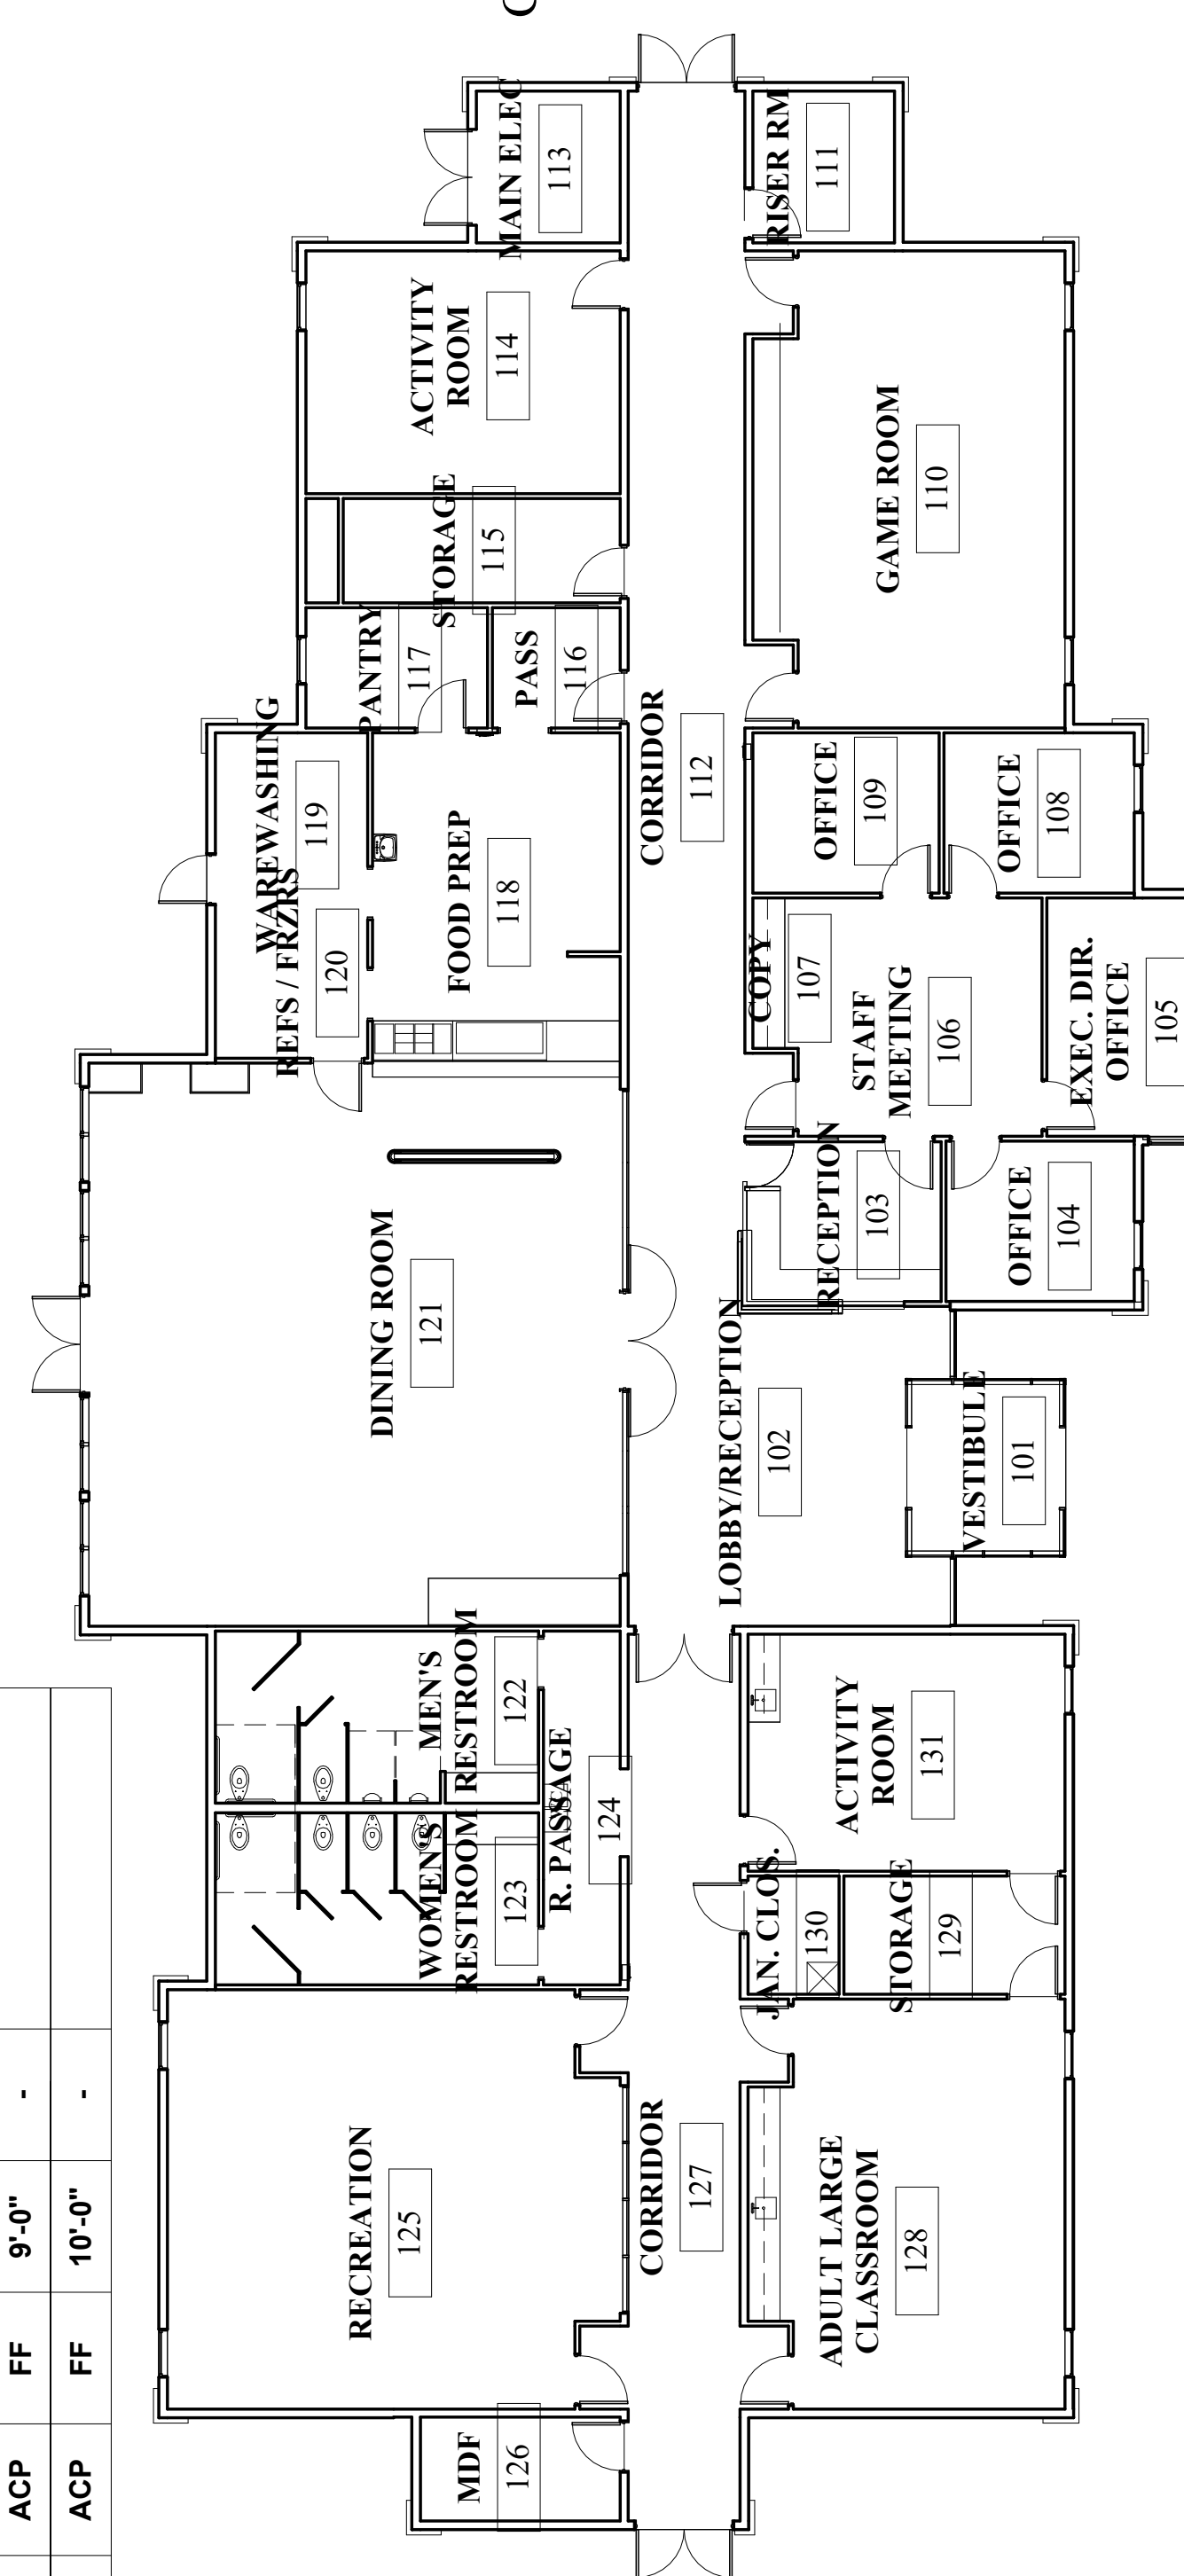 ACP FF 9'-0" -
ACP FF 10'-0" -
C
MAIN ELEC
113
RISER RM
111
ACTIVITY
ROOM
114
STORAGE
115
GAME ROOM
110
PANTRY
117
PASS
116
CORRIDOR
112
WAREWASHING
119
REFS / FRZRS
120
FOOD PREP
118
OFFICE
109
OFFICE
108
COPY
107
STAFF
MEETING
106
EXEC. DIR.
OFFICE
105
RECEPTION
103
OFFICE
104
DINING ROOM
121
LOBBY/RECEPTION
102
VESTIBULE
101
MEN'S
RESTROOM
122
WOMEN'S
RESTROOM
123
R. PASSAGE
124
ACTIVITY
ROOM
131
JAN. CLOS.
130
STORAGE
129
RECREATION
125
CORRIDOR
127
ADULT LARGE
CLASSROOM
128
MDF
126